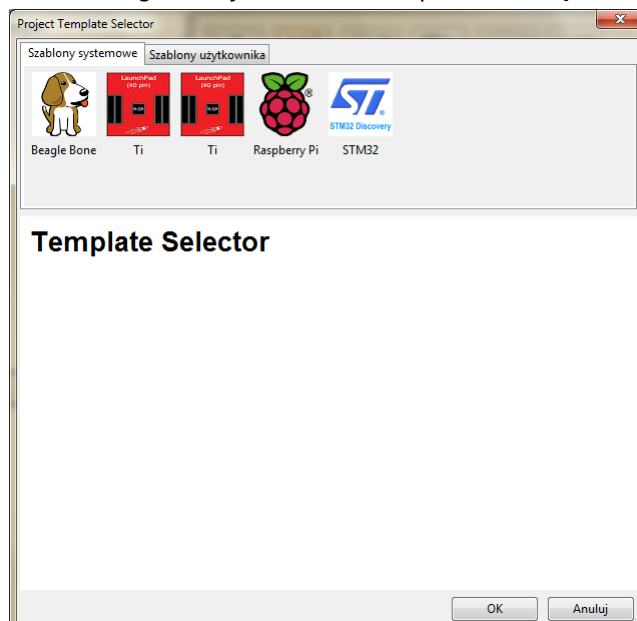 Project Template Selector
Szablony systemowe Szablony użytkownika
LaunchPad LaunchPad
(40 pin) (40 pin)
STM32 Discovery
Beagle Bone Ti Ti Raspberry Pi STM32
Template Selector
OK Anuluj